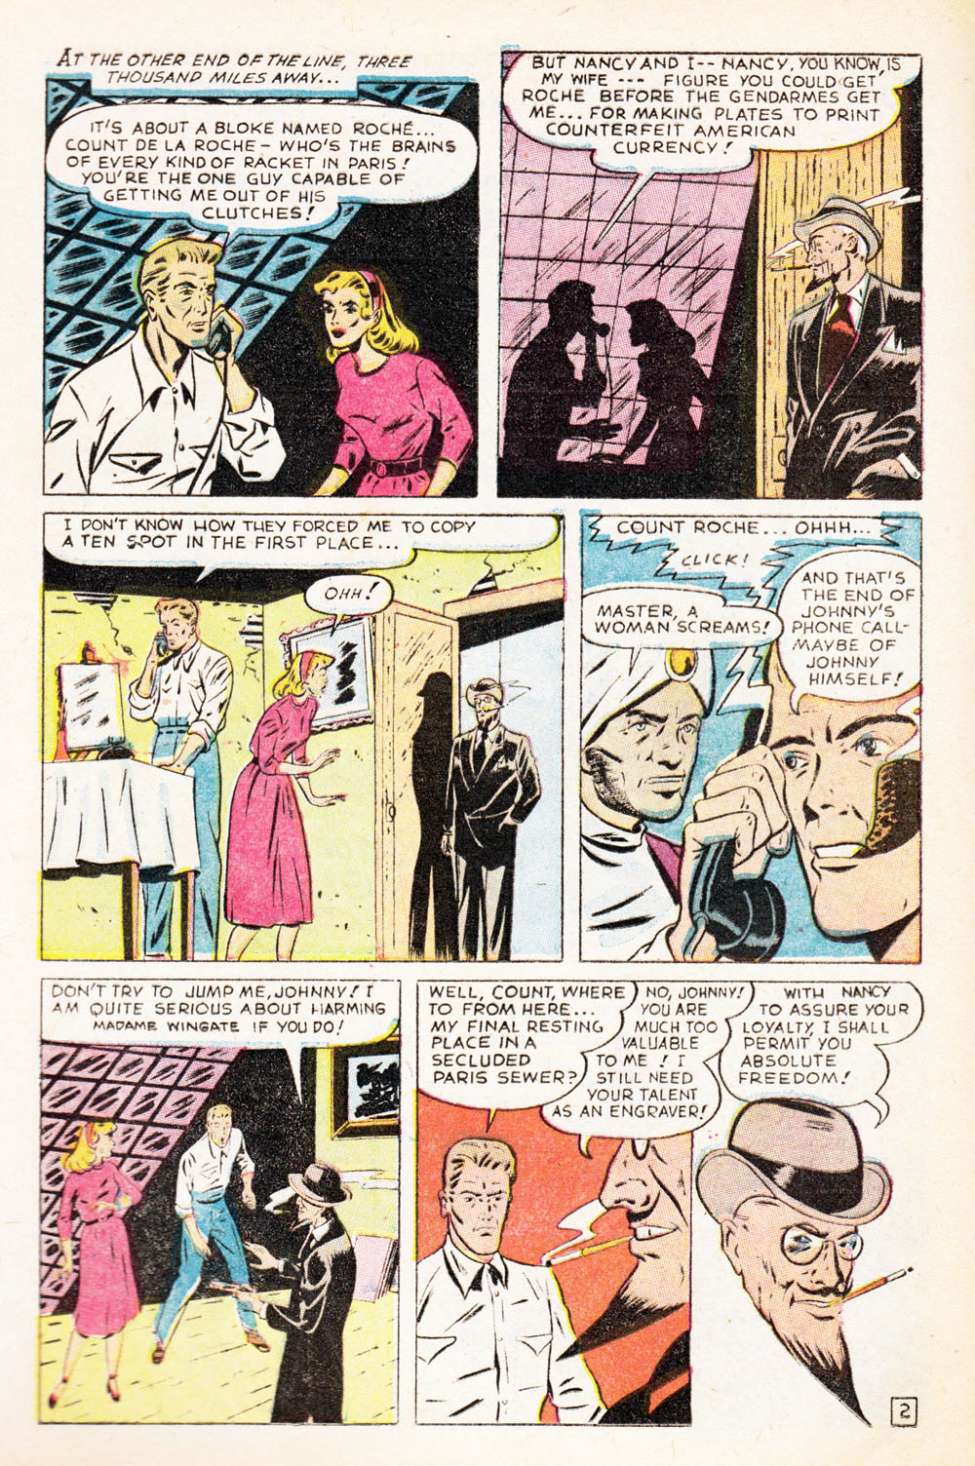 AT THE OTHER END OF THE LINE, THREE
THOUSAND MILES AWAY...
IT'S ABOUT A BLOKE NAMED ROCHÉ...
COUNT DE LA ROCHE - WHO'S THE BRAINS
OF EVERY KIND OF RACKET IN PARIS!
YOU'RE THE ONE GUY CAPABLE OF
GETTING ME OUT OF HIS
CLUTCHES!
BUT NANCY AND I -- NANCY, YOU KNOW, IS
MY WIFE --- FIGURE YOU COULD GET
ROCHE BEFORE THE GENDARMES GET
ME... FOR MAKING PLATES TO PRINT
COUNTERFEIT AMERICAN
CURRENCY!
I DON'T KNOW HOW THEY FORCED ME TO COPY
A TEN SPOT IN THE FIRST PLACE...
OHH!
COUNT ROCHE... OHHH...
CLICK!
MASTER, A
WOMAN SCREAMS!
AND THAT'S
THE END OF
JOHNNY'S
PHONE CALL-
MAYBE OF
JOHNNY
HIMSELF!
DON'T TRY TO JUMP ME, JOHNNY! I
AM QUITE SERIOUS ABOUT HARMING
MADAME WINGATE IF YOU DO!
WELL, COUNT, WHERE
TO FROM HERE...
MY FINAL RESTING
PLACE IN A
SECLUDED
PARIS SEWER?
NO, JOHNNY!
YOU ARE
MUCH TOO
VALUABLE
TO ME! I
STILL NEED
YOUR TALENT
AS AN ENGRAVER!
WITH NANCY
TO ASSURE YOUR
LOYALTY, I SHALL
PERMIT YOU
ABSOLUTE
FREEDOM!
2